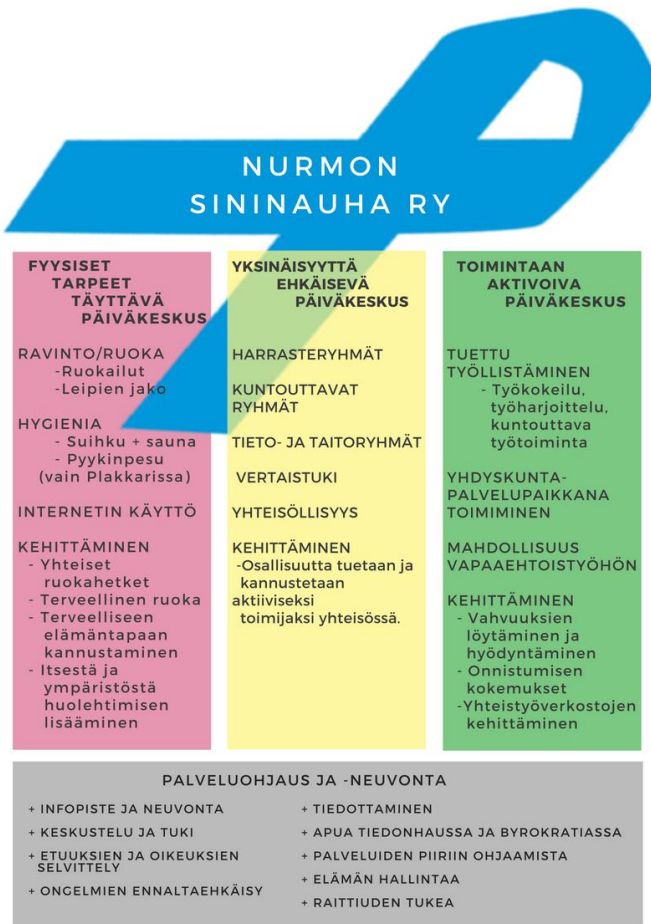 NURMON
SININAUHA RY
FYYSISET
TARPEET
TÄYTTÄVÄ
PÄIVÄKESKUS
RAVINTO/RUOKA
-Ruokailut
-Leipien jako
HYGIENIA
- Suihku + sauna
- Pyykinpesu
(vain Plakkarissa)
INTERNETIN KÄYTTÖ
KEHITTÄMINEN
- Yhteiset
ruokahetket
- Terveellinen ruoka
- Terveelliseen
elämäntapaan
kannustaminen
- Itsestä ja
ympäristöstä
huolehtimisen
lisääminen
YKSINÄISYYTTÄ
EHKÄISEVÄ
PÄIVÄKESKUS
HARRASTERYHMÄT
KUNTOUTTAVAT
RYHMÄT
TIETO- JA TAITORYHMÄT
VERTAISTUKI
YHTEISÖLLISYYS
KEHITTÄMINEN
-Osallisuutta tuetaan ja
kannustetaan
aktiiviseksi
toimijaksi yhteisössä.
TOIMINTAAN
AKTIVOIVA
PÄIVÄKESKUS
TUETTU
TYÖLLISTÄMINEN
- Työkokeilu,
työharjoittelu,
kuntouttava
työtoiminta
YHDYSKUNTA-
PALVELUPAIKKANA
TOIMIMINEN
MAHDOLLISUUS
VAPAAEHTOISTYÖHÖN
KEHITTÄMINEN
- Vahvuuksien
löytäminen ja
hyödyntäminen
- Onnistumisen
kokemukset
-Yhteistyöverkostojen
kehittäminen
PALVELUOHJAUS JA -NEUVONTA
+ INFOPISTE JA NEUVONTA
+ KESKUSTELU JA TUKI
+ ETUUKSIEN JA OIKEUKSIEN
SELVITTELY
+ ONGELMIEN ENNALTAEHKÄISY
+ TIEDOTTAMINEN
+ APUA TIEDONHAUSSA JA BYROKRATIASSA
+ PALVELUIDEN PIIRIIN OHJAAMISTA
+ ELÄMÄN HALLINTAA
+ RAITTIUDEN TUKEA